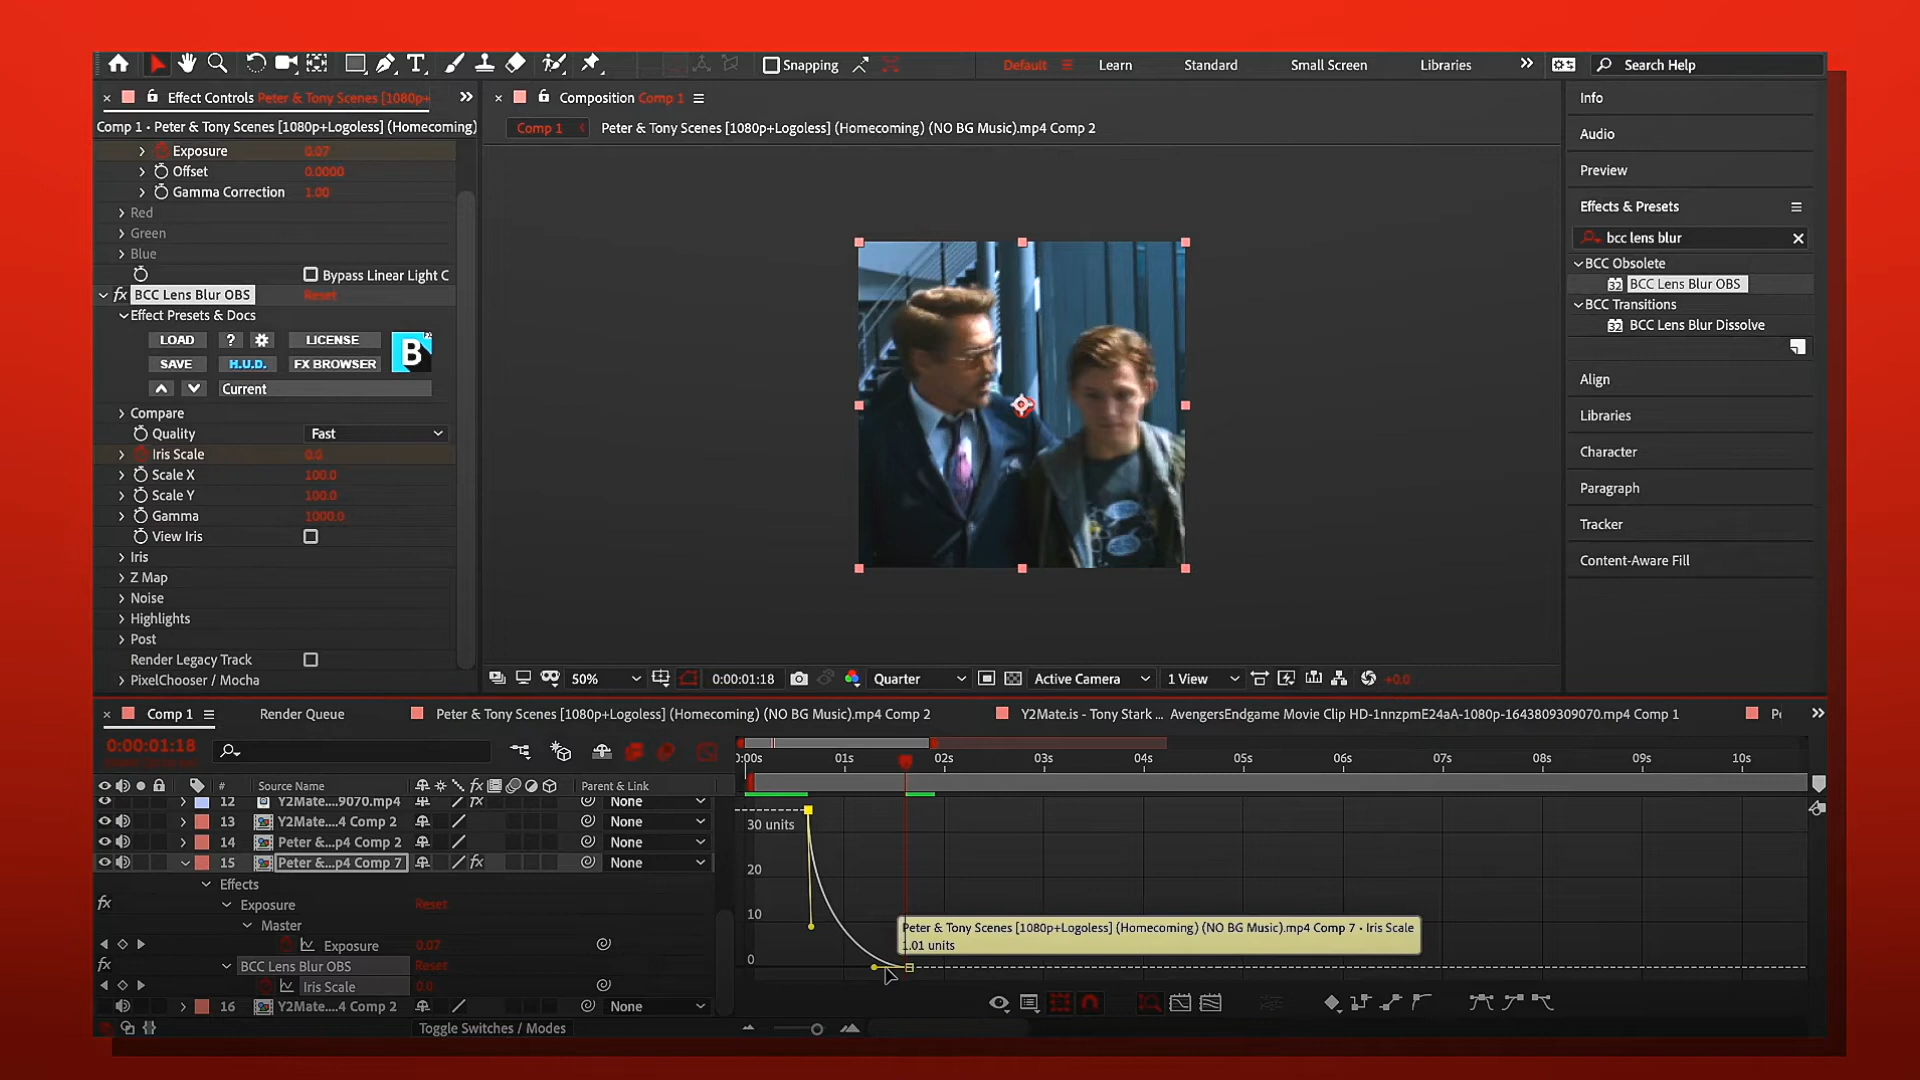 Snapping
Default
Learn
Standard
Small Screen
Libraries
Search Help
Effect Controls Peter & Tony Scenes [1080p+
Comp 1 • Peter & Tony Scenes [1080p+Logoless] (Homecoming)
Exposure 0.07
Offset 0.0000
Gamma Correction 1.00
Red
Green
Blue
Bypass Linear Light C
fx BCC Lens Blur OBS Reset
Effect Presets & Docs
LOAD ? LICENSE
SAVE H.U.D. FX BROWSER
B
Current
Compare
Quality Fast
Iris Scale 0.0
Scale X 100.0
Scale Y 100.0
Gamma 1000.0
View Iris
Iris
Z Map
Noise
Highlights
Post
Render Legacy Track
PixelChooser / Mocha
Composition Comp 1
Comp 1 Peter & Tony Scenes [1080p+Logoless] (Homecoming) (NO BG Music).mp4 Comp 2
50% 0:00:01:18 Quarter Active Camera 1 View +0.0
Info
Audio
Preview
Effects & Presets
bcc lens blur
BCC Obsolete
32 BCC Lens Blur OBS
BCC Transitions
32 BCC Lens Blur Dissolve
Align
Libraries
Character
Paragraph
Tracker
Content-Aware Fill
Comp 1
Render Queue
Peter & Tony Scenes [1080p+Logoless] (Homecoming) (NO BG Music).mp4 Comp 2
Y2Mate.is - Tony Stark ... AvengersEndgame Movie Clip HD-1nnzpmE24aA-1080p-1643809309070.mp4 Comp 1
0:00:01:18
# Source Name Parent & Link
12 Y2Mate....9070.mp4 fx None
13 Y2Mate....4 Comp 2 None
14 Peter &...p4 Comp 2 None
15 Peter &...p4 Comp 7 fx None
Effects
fx Exposure Reset
Master
Exposure 0.07
fx BCC Lens Blur OBS Reset
Iris Scale 0.0
16 Y2Mate....4 Comp 2 None
Toggle Switches / Modes
0:00s 01s 02s 03s 04s 05s 06s 07s 08s 09s 10s
30 units
20
10
0
Peter & Tony Scenes [1080p+Logoless] (Homecoming) (NO BG Music).mp4 Comp 7 • Iris Scale
1.01 units